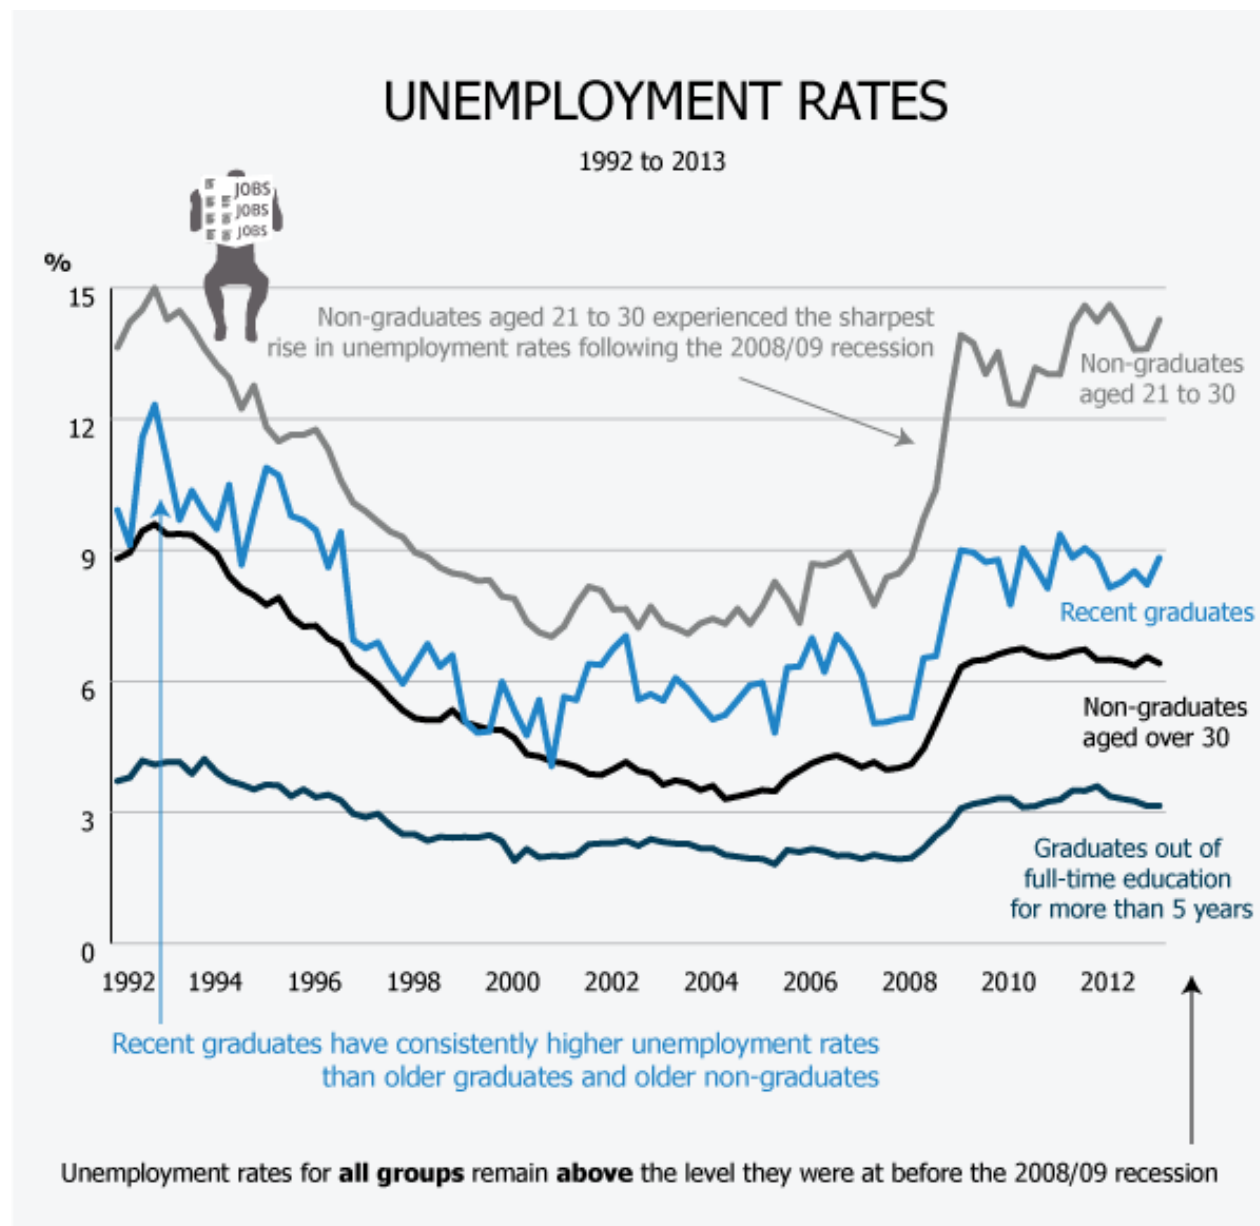 UNEMPLOYMENT RATES
1992 to 2013
JOBS
JOBS
JOBS
%
15
12
9
6
3
0
Non-graduates aged 21 to 30 experienced the sharpest
rise in unemployment rates following the 2008/09 recession
Non-graduates
aged 21 to 30
Recent graduates
Non-graduates
aged over 30
Graduates out of
full-time education
for more than 5 years
1992 1994 1996 1998 2000 2002 2004 2006 2008 2010 2012
Recent graduates have consistently higher unemployment rates
than older graduates and older non-graduates
Unemployment rates for all groups remain above the level they were at before the 2008/09 recession